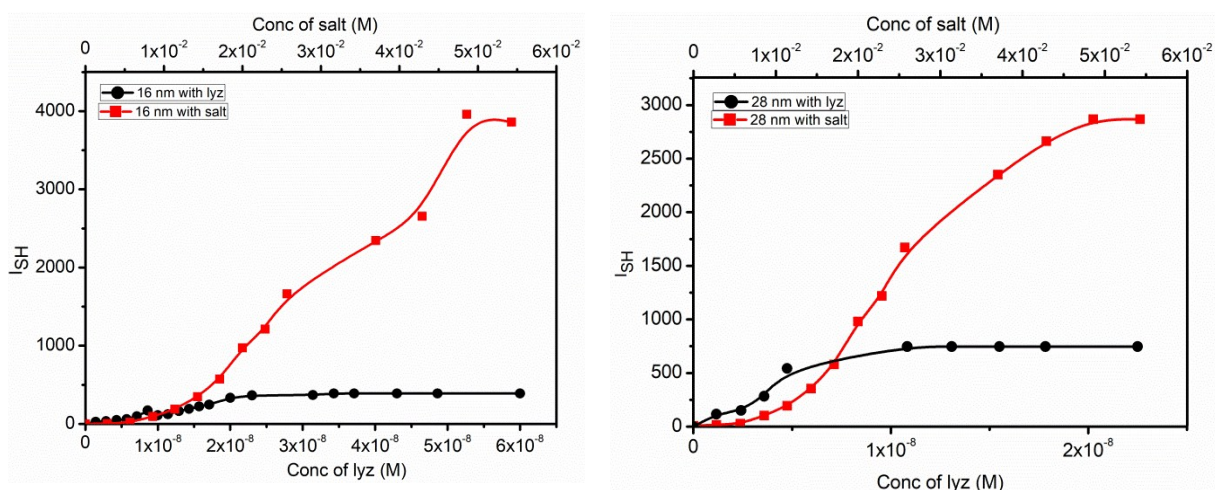 Conc of salt (M)
0 1x10⁻² 2x10⁻² 3x10⁻² 4x10⁻² 5x10⁻² 6x10⁻²
16 nm with lyz
16 nm with salt
4000
3000
2000
1000
0
I_SH
0 1x10⁻⁸ 2x10⁻⁸ 3x10⁻⁸ 4x10⁻⁸ 5x10⁻⁸ 6x10⁻⁸
Conc of lyz (M)
Conc of salt (M)
0 1x10⁻² 2x10⁻² 3x10⁻² 4x10⁻² 5x10⁻² 6x10⁻²
28 nm with lyz
28 nm with salt
3000
2500
2000
1500
1000
500
0
I_SH
0 1x10⁻⁸ 2x10⁻⁸
Conc of lyz (M)